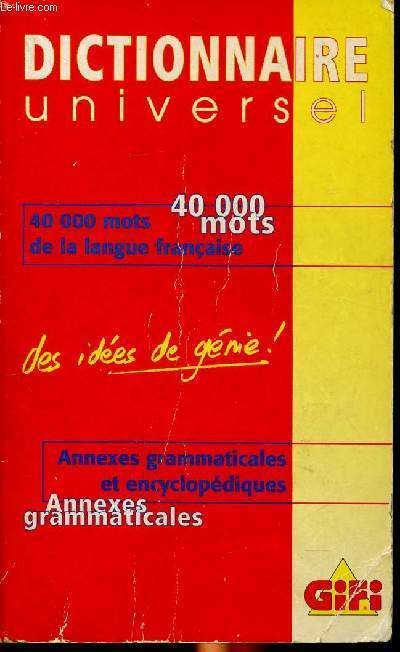 Le-livre.com
DICTIONNAIRE
universel
40 000
mots
40 000 mots
de la langue française
des idées de génie!
Annexes grammaticales
et encyclopédiques
Annexes
grammaticales
GiFi